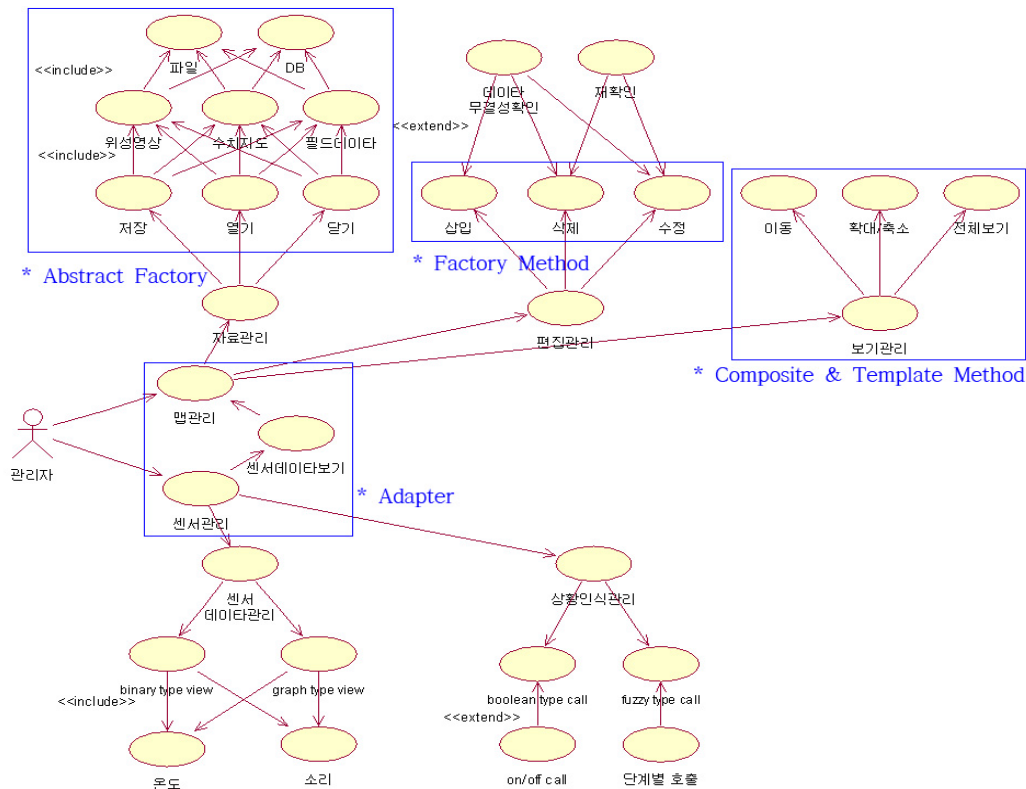 파일
DB
<<include>>
위성영상
수치지도
필드데이타
<<include>>
저장
열기
닫기
* Abstract Factory
데이타
무결성확인
재확인
<<extend>>
삽입
삭제
수정
* Factory Method
이동
확대/축소
전체보기
자료관리
편집관리
보기관리
* Composite & Template Method
맵관리
관리자
센서데이타보기
* Adapter
센서관리
센서
데이타관리
상황인식관리
binary type view
graph type view
<<include>>
boolean type call
fuzzy type call
<<extend>>
온도
소리
on/off call
단계별 호출